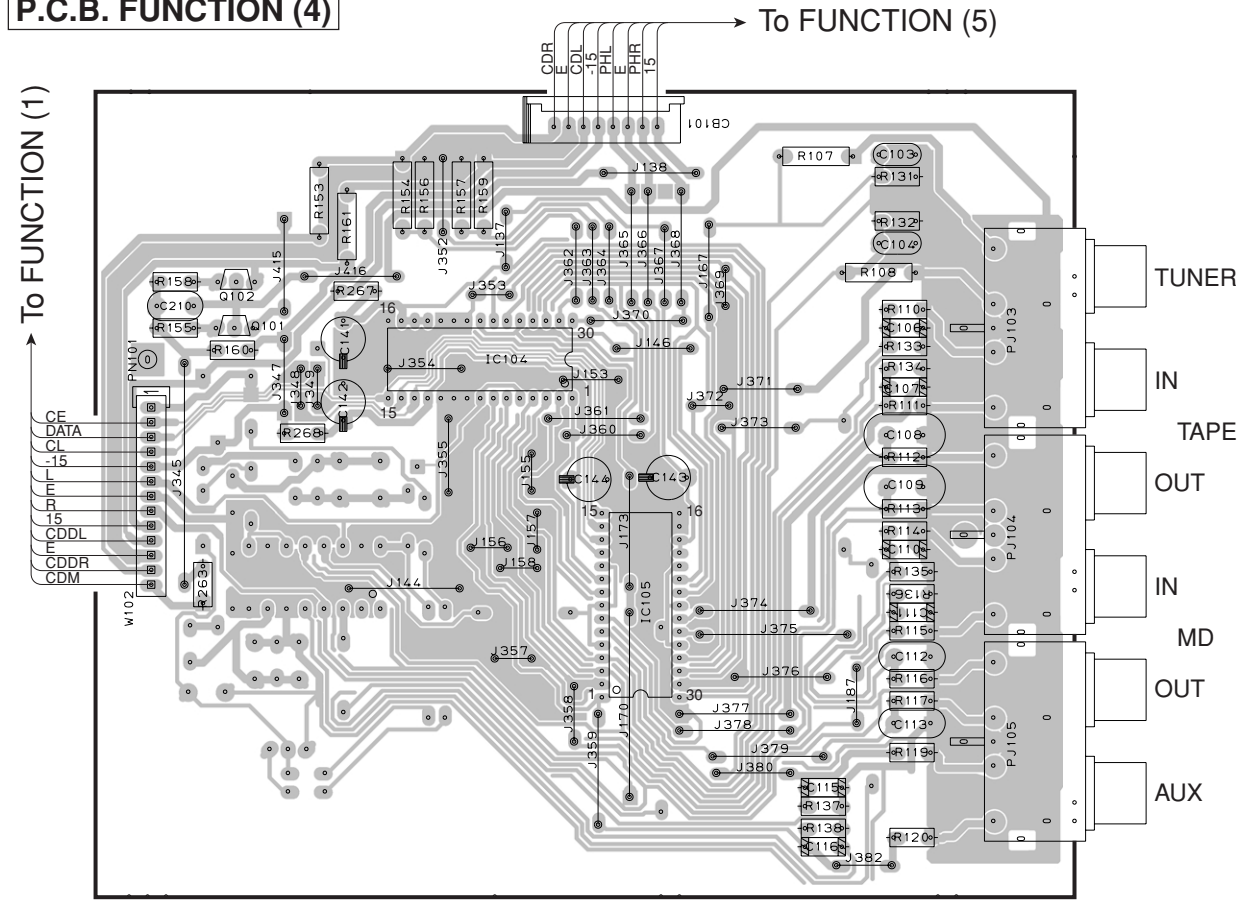 P.C.B. FUNCTION (4)
To FUNCTION (5)
CDR
E
CDL
-15
PHL
E
PHR
15
CB101
To FUNCTION (1)
R107
C103
R131
J138
R153
R161
R154
R156
J352
R157
R159
J137
R132
C104
J415
J362
J363
J364
J365
J366
J367
J368
J167
J369
R108
TUNER
R158
Q102
J416
R267
J353
C210
R155
Q101
16
30
J370
R110
C106
R133
PJ103
R160
PN101
C141
J354
IC104
J146
R134
J347
J348
J349
C142
J153
1
J371
C107
R111
IN
1
15
J361
J372
TAPE
CE
DATA
CL
-15
L
E
R
15
CDDL
E
CDDR
CDM
J345
R268
J360
J373
C108
R112
J355
J155
C144
C143
C109
R113
OUT
15
16
J157
J173
R114
C110
PJ104
J156
J158
R135
R263
J144
IC105
R136
C111
IN
W102
J374
R115
J375
MD
J357
C112
R116
J376
J187
1
30
R117
OUT
J358
J359
J170
J377
J378
C113
PJ105
J379
R119
J380
C115
R137
AUX
R138
C116
R120
J382